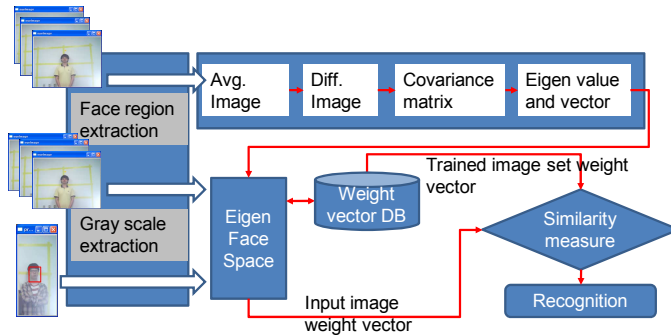 Face region
extraction
Gray scale
extraction
Avg.
Image
Diff.
Image
Covariance
matrix
Eigen value
and vector
Eigen
Face
Space
Weight
vector DB
Trained image set weight
vector
Similarity
measure
Input image
weight vector
Recognition